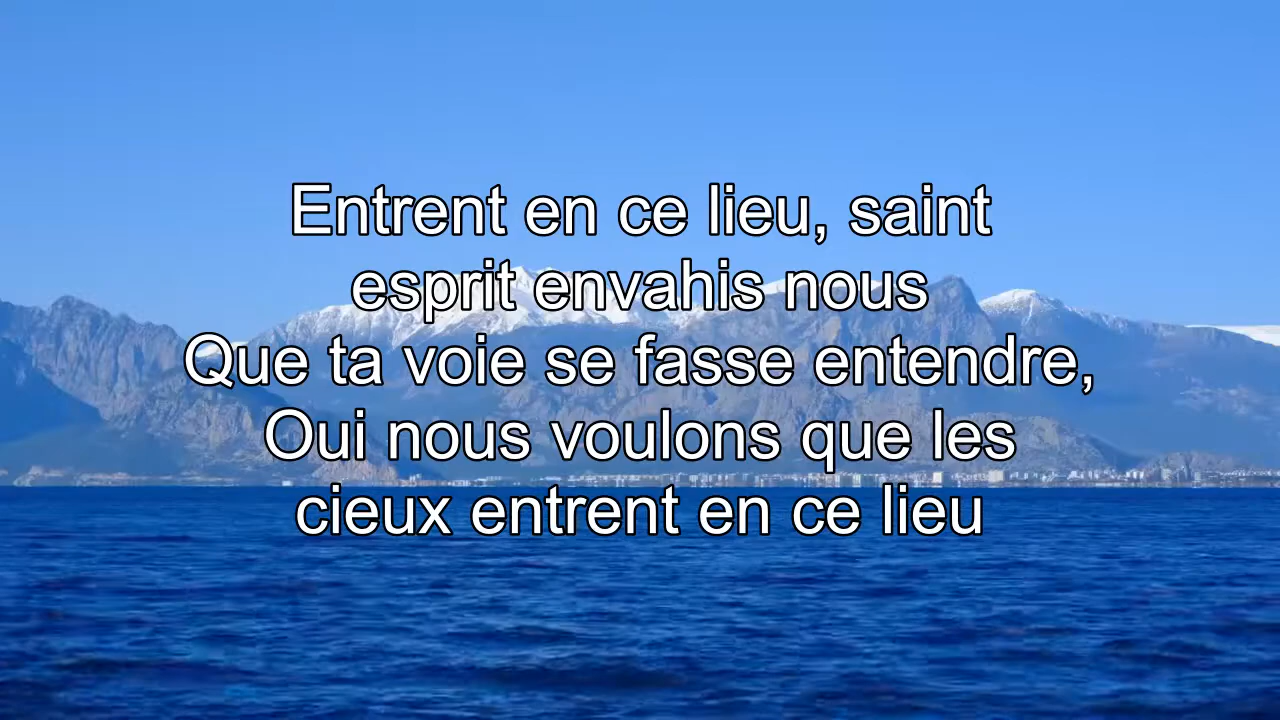 Entrent en ce lieu, saint
esprit envahis nous
Que ta voie se fasse entendre,
Oui nous voulons que les
cieux entrent en ce lieu